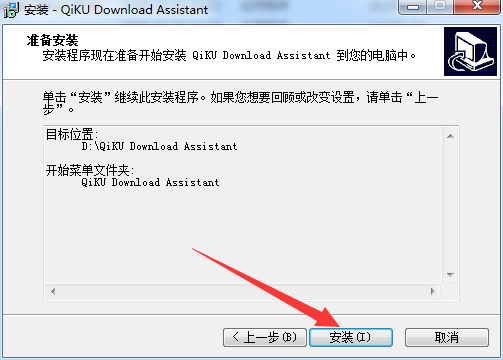 安装 - QiKU Download Assistant
准备安装
安装程序现在准备开始安装 QiKU Download Assistant 到您的电脑中。
单击“安装”继续此安装程序。如果您想要回顾或改变设置，请单击“上一
步”。
目标位置:
D:\QiKU Download Assistant
开始菜单文件夹:
QiKU Download Assistant
< 上一步(B)
安装(I)
取消